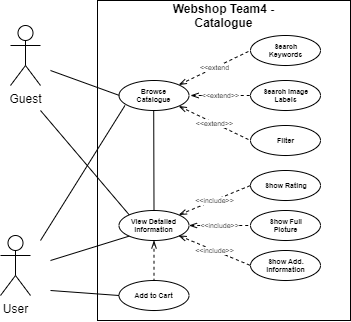 Webshop Team4 -
Catalogue
Search
Keywords
<<extend
Guest
Browse
Catalogue
<<extend>>
Search Image
Labels
<<extend>>
Filter
Show Rating
<<include>>
View Detailed
Information
<<include>>
Show Full
Picture
<<include>>
Show Add.
Information
User
Add to Cart